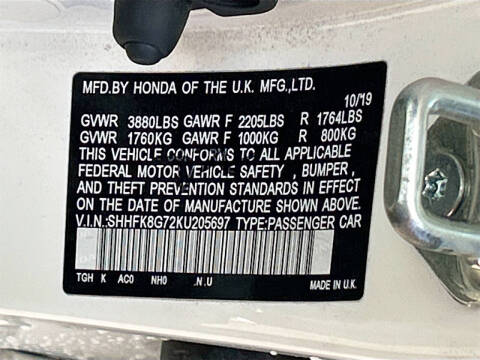 MFD.BY HONDA OF THE U.K. MFG.,LTD.
10/19
GVWR 3880LBS GAWR F 2205LBS R 1764LBS
GVWR 1760KG GAWR F 1000KG R 800KG
THIS VEHICLE CONFORMS TO ALL APPLICABLE
FEDERAL MOTOR VEHICLE SAFETY , BUMPER ,
AND THEFT PREVENTION STANDARDS IN EFFECT
ON THE DATE OF MANUFACTURE SHOWN ABOVE.
V.I.N.:SHHFK8G72KU205697 TYPE:PASSENGER CAR
TGH K AC0 NH0 .N.U MADE IN U.K.